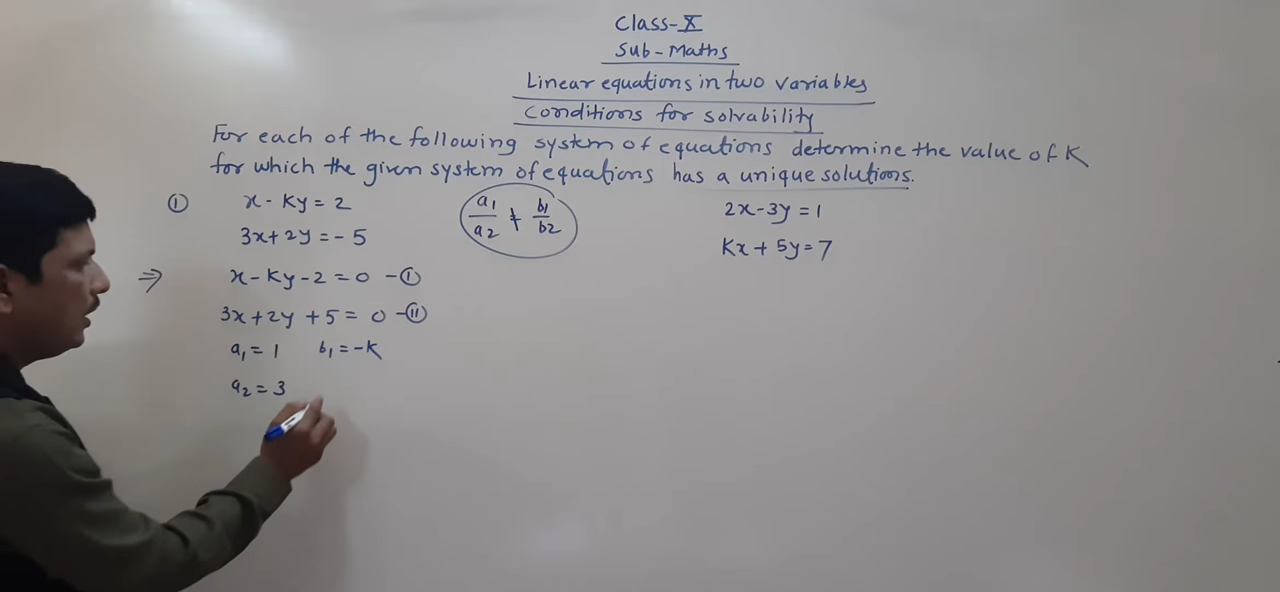 Class-X
Sub-Maths
Linear equations in two variables
Conditions for solvability
For each of the following system of equations determine the value of K
for which the given system of equations has a unique solutions.
① x - Ky = 2
3x + 2y = - 5
a1/a2 ≠ b1/b2
⇒ x - Ky - 2 = 0 - Ⓘ
3x + 2y + 5 = 0 - Ⓘⓘ
a1 = 1 b1 = -K
a2 = 3
2x - 3y = 1
Kx + 5y = 7